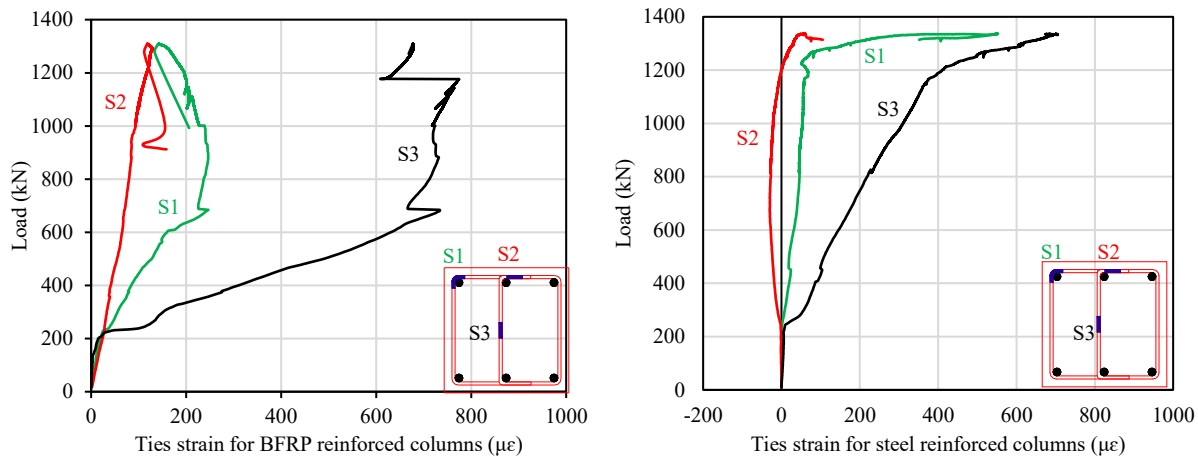 1400
1200
1000
800
600
400
200
0
Load (kN)
S2
S1
S3
S1
S2
S3
0
200
400
600
800
1000
Ties strain for BFRP reinforced columns (με)
1400
1200
1000
800
600
400
200
0
Load (kN)
S1
S3
S2
S1
S2
S3
-200
0
200
400
600
800
1000
Ties strain for steel reinforced columns (με)